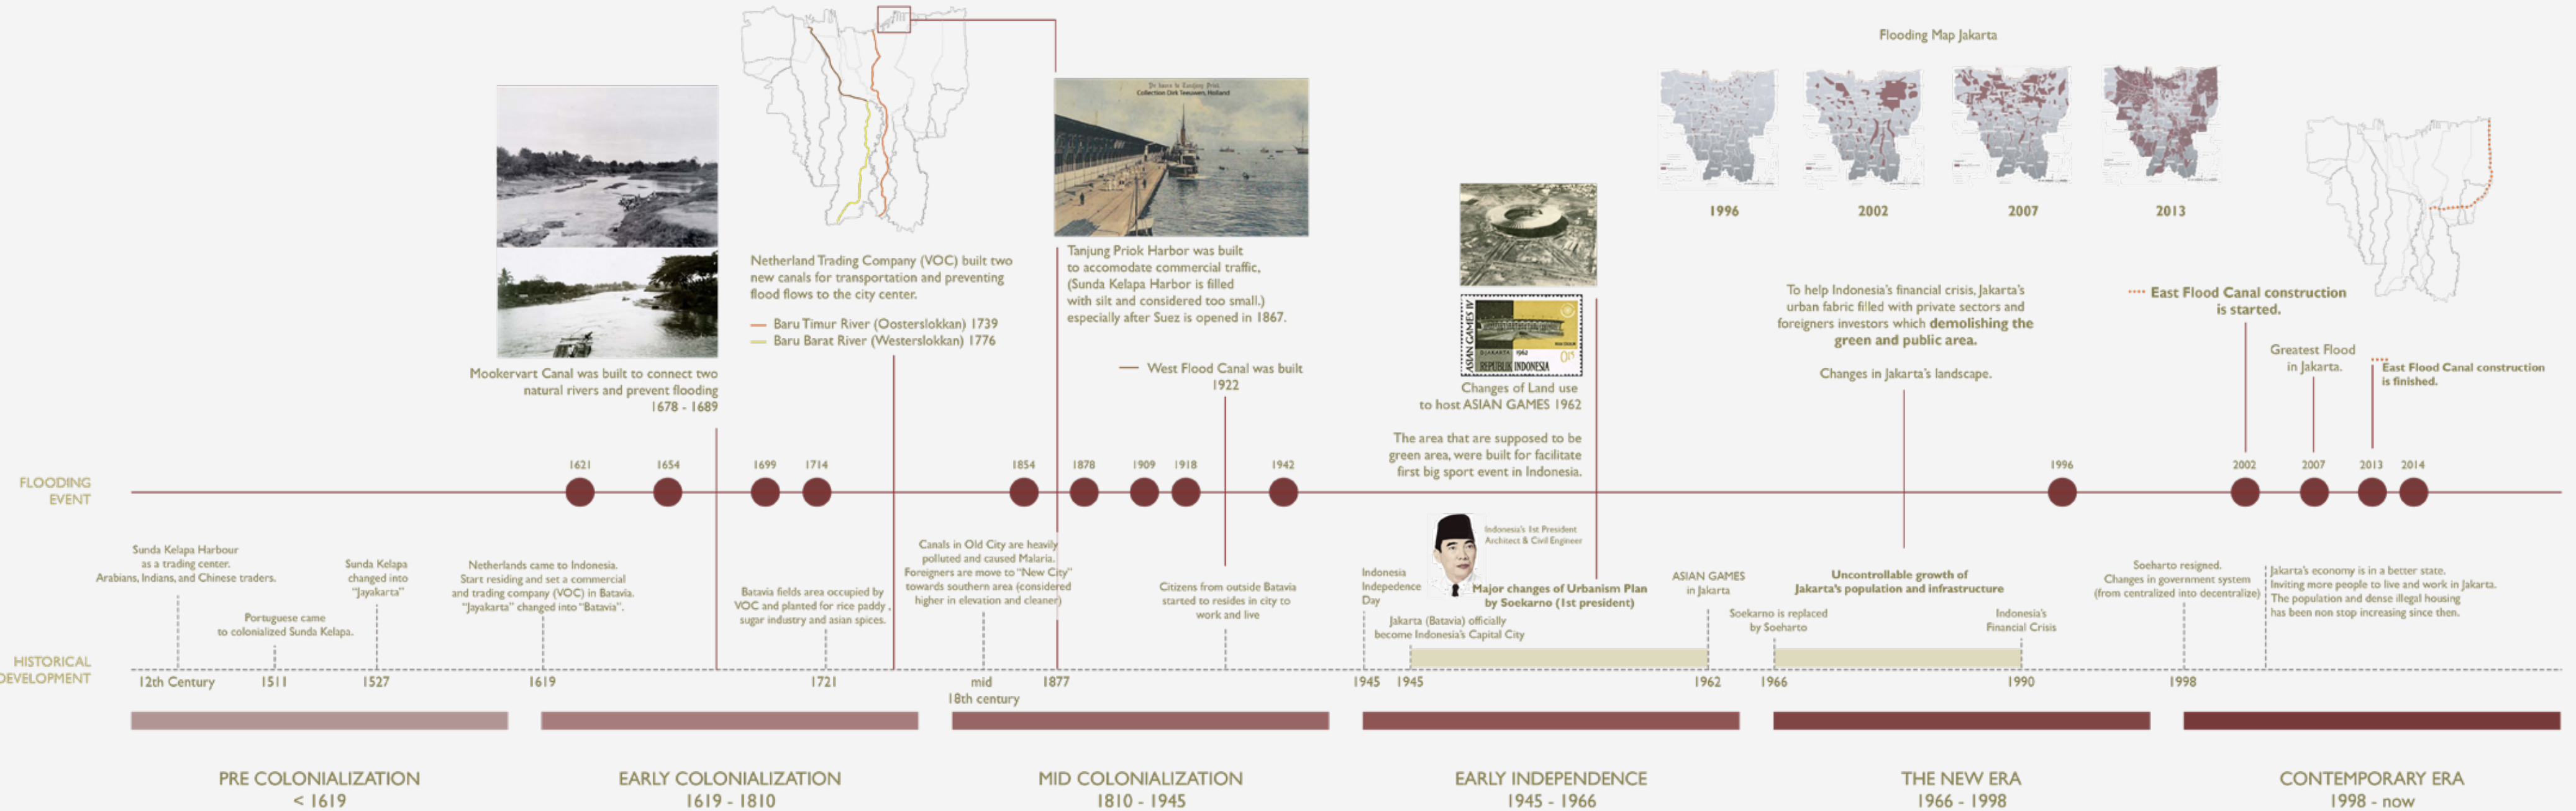 Flooding Map Jakarta
1996
2002
2007
2013
Collection Dirk Teeuwen, Holland
Mookervart Canal was built to connect two
natural rivers and prevent flooding
1678 - 1689
Netherland Trading Company (VOC) built two
new canals for transportation and preventing
flood flows to the city center.
Baru Timur River (Oosterslokkan) 1739
Baru Barat River (Westerslokkan) 1776
Tanjung Priok Harbor was built
to accomodate commercial traffic,
(Sunda Kelapa Harbor is filled
with silt and considered too small.)
especially after Suez is opened in 1867.
West Flood Canal was built
1922
ASIAN GAMES IV
DJAKARTA 1962
REPUBLIK INDONESIA
Changes of Land use
to host ASIAN GAMES 1962
The area that are supposed to be
green area, were built for facilitate
first big sport event in Indonesia.
To help Indonesia's financial crisis, Jakarta's
urban fabric filled with private sectors and
foreigners investors which demolishing the
green and public area.
Changes in Jakarta's landscape.
East Flood Canal construction
is started.
Greatest Flood
in Jakarta.
East Flood Canal construction
is finished.
FLOODING
EVENT
1621
1654
1699
1714
1854
1878
1909
1918
1942
1996
2002
2007
2013
2014
Sunda Kelapa Harbour
as a trading center.
Arabians, Indians, and Chinese traders.
Portuguese came
to colonialized Sunda Kelapa.
Sunda Kelapa
changed into
"Jayakarta"
Netherlands came to Indonesia.
Start residing and set a commercial
and trading company (VOC) in Batavia.
"Jayakarta" changed into "Batavia".
Batavia fields area occupied by
VOC and planted for rice paddy,
sugar industry and asian spices.
Canals in Old City are heavily
polluted and caused Malaria.
Foreigners are move to "New City"
towards southern area (considered
higher in elevation and cleaner)
Citizens from outside Batavia
started to resides in city to
work and live
Indonesia
Indepedence
Day
Jakarta (Batavia) officially
become Indonesia's Capital City
Indonesia's 1st President
Architect & Civil Engineer
Major changes of Urbanism Plan
by Soekarno (1st president)
ASIAN GAMES
in Jakarta
Soekarno is replaced
by Soeharto
Uncontrollable growth of
Jakarta's population and infrastructure
Indonesia's
Financial Crisis
Soeharto resigned.
Changes in government system
(from centralized into decentralize)
Jakarta's economy is in a better state.
Inviting more people to live and work in Jakarta.
The population and dense illegal housing
has been non stop increasing since then.
HISTORICAL
DEVELOPMENT
12th Century
1511
1527
1619
1721
mid
18th century
1877
1945
1945
1962
1966
1990
1998
PRE COLONIALIZATION
< 1619
EARLY COLONIALIZATION
1619 - 1810
MID COLONIALIZATION
1810 - 1945
EARLY INDEPENDENCE
1945 - 1966
THE NEW ERA
1966 - 1998
CONTEMPORARY ERA
1998 - now